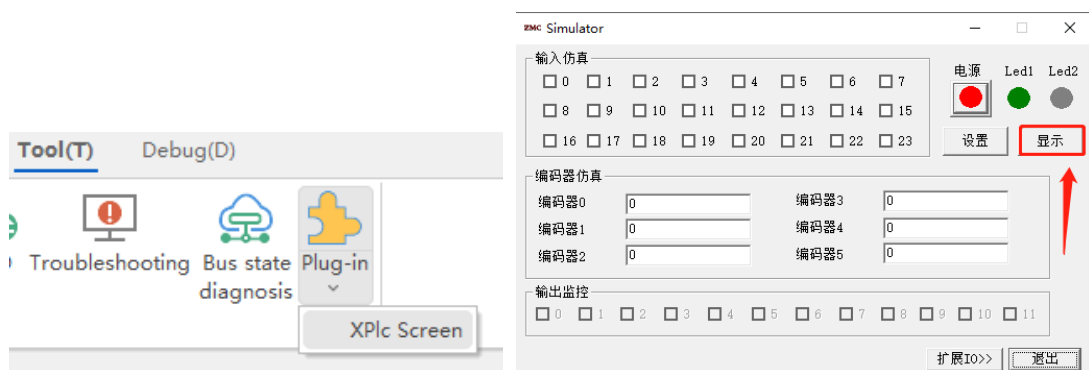 Tool(T) Debug(D)
Troubleshooting Bus state diagnosis Plug-in
XPlc Screen
ZMC Simulator
输入仿真
0 1 2 3 4 5 6 7
8 9 10 11 12 13 14 15
16 17 18 19 20 21 22 23
电源 Led1 Led2
设置 显示
编码器仿真
编码器0 0 编码器3 0
编码器1 0 编码器4 0
编码器2 0 编码器5 0
输出监控
0 1 2 3 4 5 6 7 8 9 10 11
扩展IO>> 退出